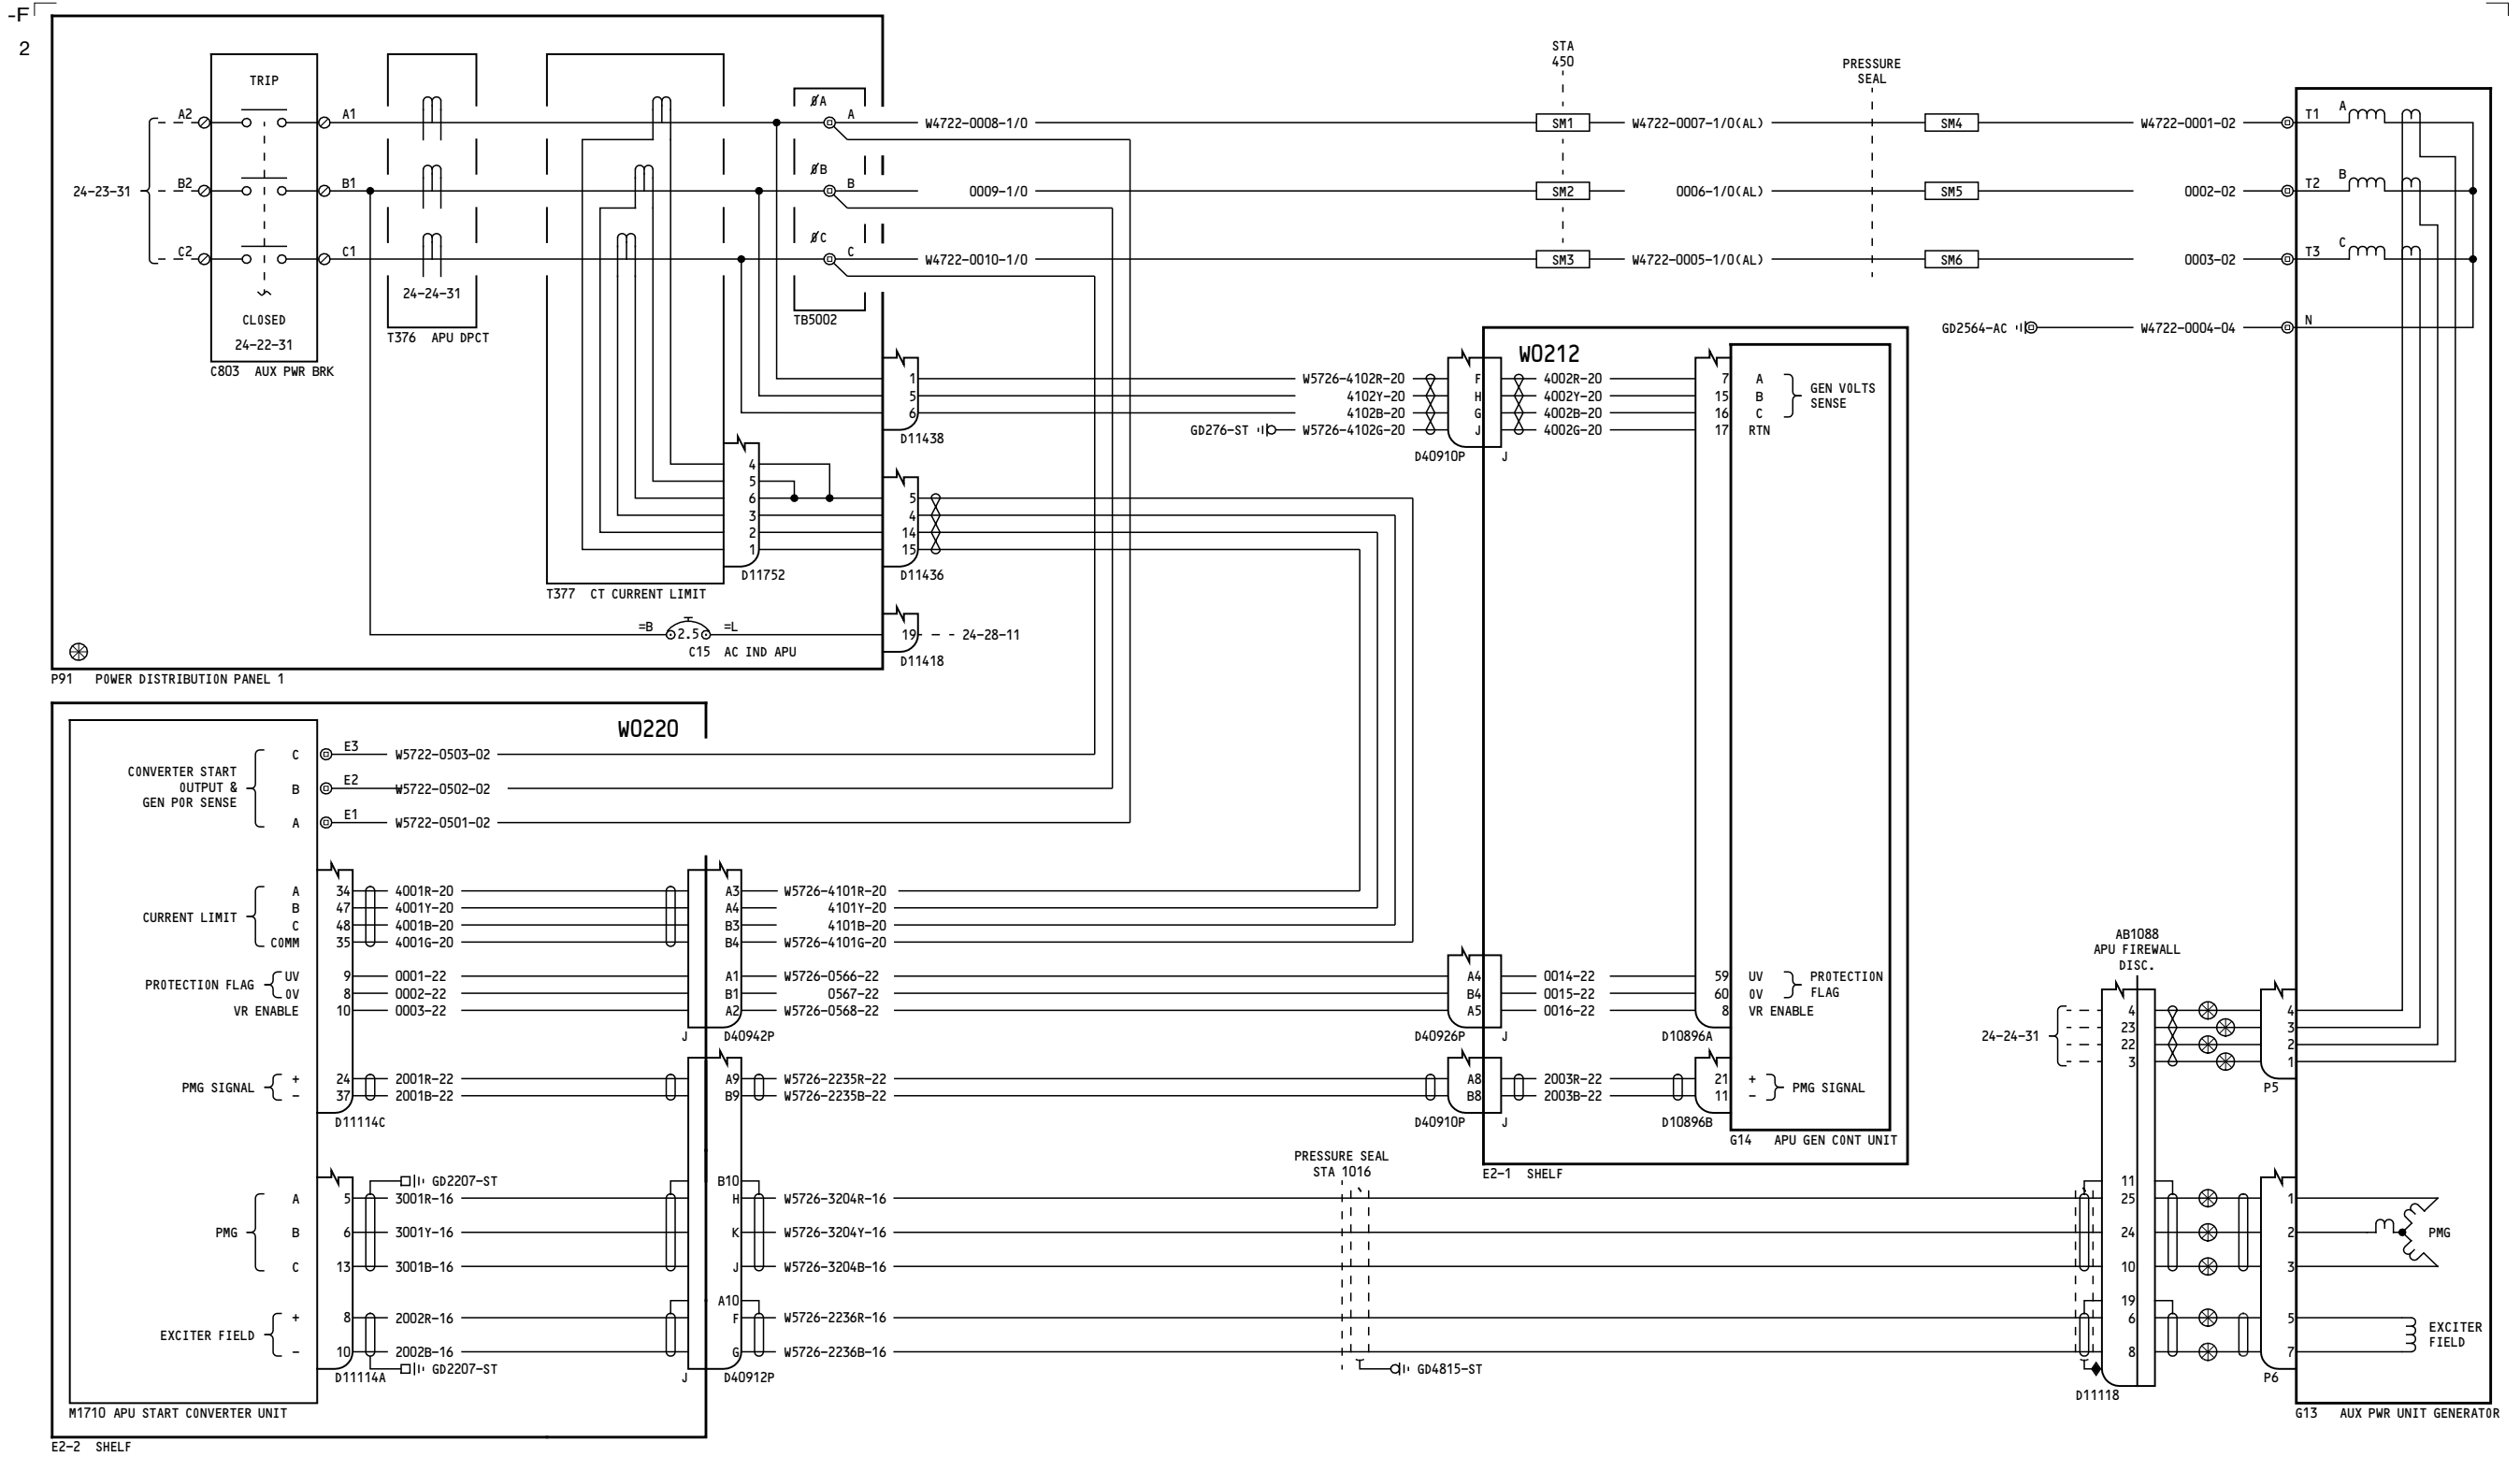 -F
2
TRIP
A2
A1
B2
B1
C2
C1
24-23-31
CLOSED
24-22-31
C803 AUX PWR BRK
24-24-31
T376 APU DPCT
ØA
A
ØB
B
ØC
C
TB5002
W4722-0008-1/0
0009-1/0
W4722-0010-1/0
STA
450
SM1
SM2
SM3
W4722-0007-1/0(AL)
0006-1/0(AL)
W4722-0005-1/0(AL)
PRESSURE
SEAL
SM4
SM5
SM6
W4722-0001-02
0002-02
0003-02
GD2564-AC
W4722-0004-04
T1
A
T2
B
T3
C
N
1
5
6
D11438
4
5
6
3
2
1
D11752
5
4
14
15
D11436
T377 CT CURRENT LIMIT
=B
2.5
=L
C15 AC IND APU
19
24-28-11
D11418
P91 POWER DISTRIBUTION PANEL 1
W5726-4102R-20
4102Y-20
4102B-20
GD276-ST
W5726-4102G-20
F
H
G
J
D40910P
J
W0212
4002R-20
4002Y-20
4002B-20
4002G-20
7
15
16
17
A
B
C
RTN
GEN VOLTS
SENSE
W0220
CONVERTER START
OUTPUT &
GEN POR SENSE
C
B
A
E3
E2
E1
W5722-0503-02
W5722-0502-02
W5722-0501-02
CURRENT LIMIT
A
B
C
COMM
34
47
48
35
4001R-20
4001Y-20
4001B-20
4001G-20
A3
A4
B3
B4
W5726-4101R-20
4101Y-20
4101B-20
W5726-4101G-20
PROTECTION FLAG
UV
OV
VR ENABLE
9
8
10
0001-22
0002-22
0003-22
A1
B1
A2
J
D40942P
W5726-0566-22
0567-22
W5726-0568-22
A4
B4
A5
D40926P
J
0014-22
0015-22
0016-22
59
60
8
D10896A
UV
OV
VR ENABLE
PROTECTION
FLAG
PMG SIGNAL
+
-
24
37
D11114C
2001R-22
2001B-22
A9
B9
W5726-2235R-22
W5726-2235B-22
A8
B8
D40910P
J
2003R-22
2003B-22
21
11
D10896B
+
-
PMG SIGNAL
G14 APU GEN CONT UNIT
E2-1 SHELF
AB1088
APU FIREWALL
DISC.
24-24-31
4
23
22
3
4
3
2
1
P5
PMG
A
B
C
5
6
13
GD2207-ST
3001R-16
3001Y-16
3001B-16
B10
H
K
J
W5726-3204R-16
W5726-3204Y-16
W5726-3204B-16
PRESSURE SEAL
STA 1016
11
25
24
10
1
2
3
PMG
EXCITER FIELD
+
-
8
10
D11114A
2002R-16
2002B-16
GD2207-ST
A10
F
G
J
D40912P
W5726-2236R-16
W5726-2236B-16
GD4815-ST
19
6
8
D11118
5
7
P6
EXCITER
FIELD
M1710 APU START CONVERTER UNIT
G13 AUX PWR UNIT GENERATOR
E2-2 SHELF